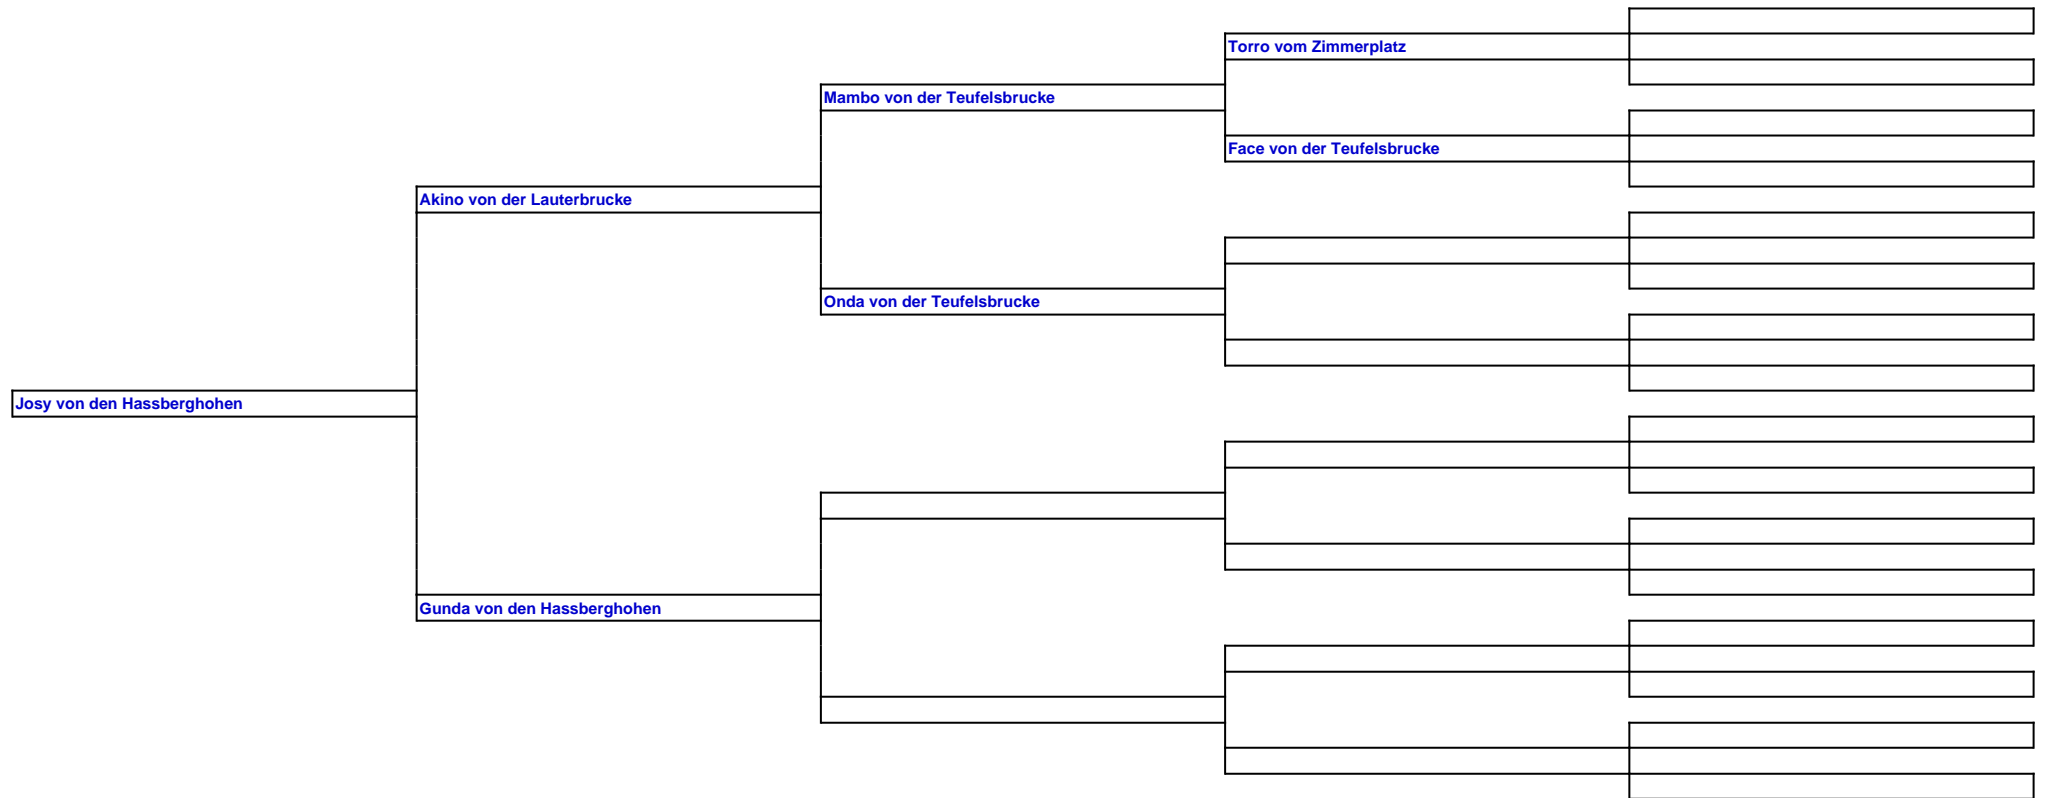 Torro vom Zimmerplatz
Mambo von der Teufelsbrucke
Face von der Teufelsbrucke
Akino von der Lauterbrucke
Onda von der Teufelsbrucke
Josy von den Hassberghohen
Gunda von den Hassberghohen